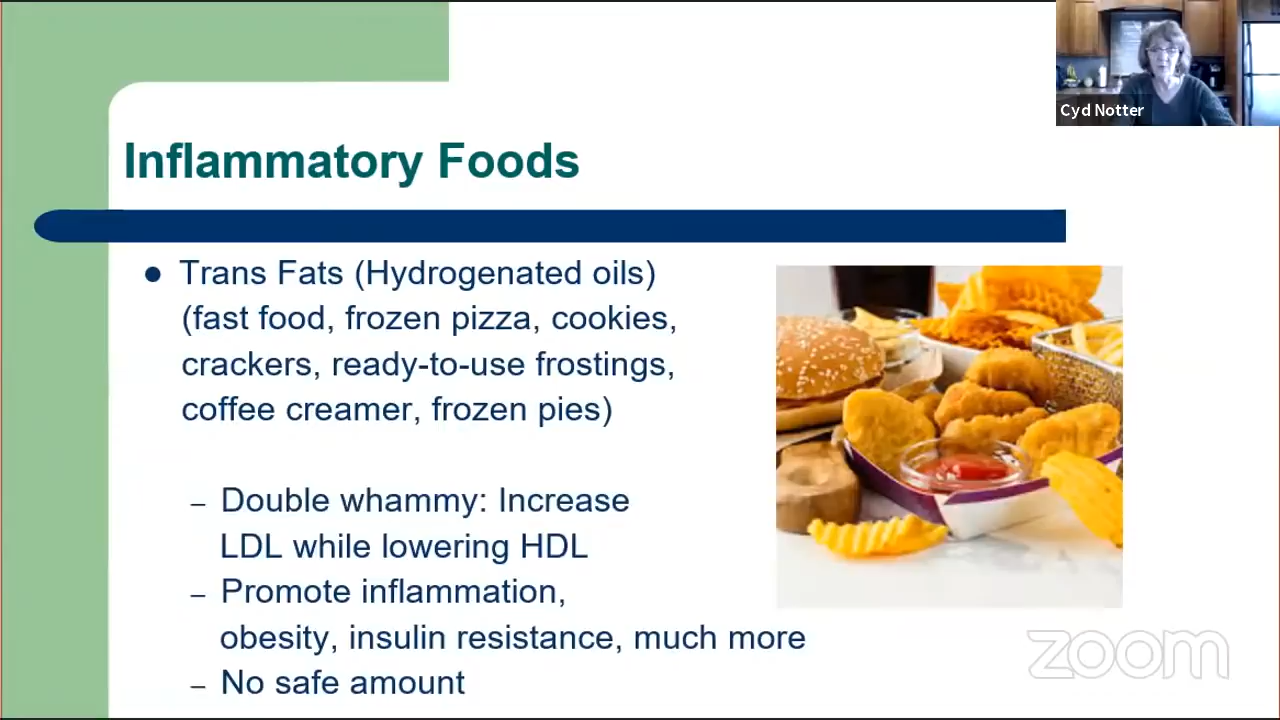 Cyd Notter
Inflammatory Foods
● Trans Fats (Hydrogenated oils)
(fast food, frozen pizza, cookies,
crackers, ready-to-use frostings,
coffee creamer, frozen pies)
– Double whammy: Increase
LDL while lowering HDL
– Promote inflammation,
obesity, insulin resistance, much more
– No safe amount
zoom